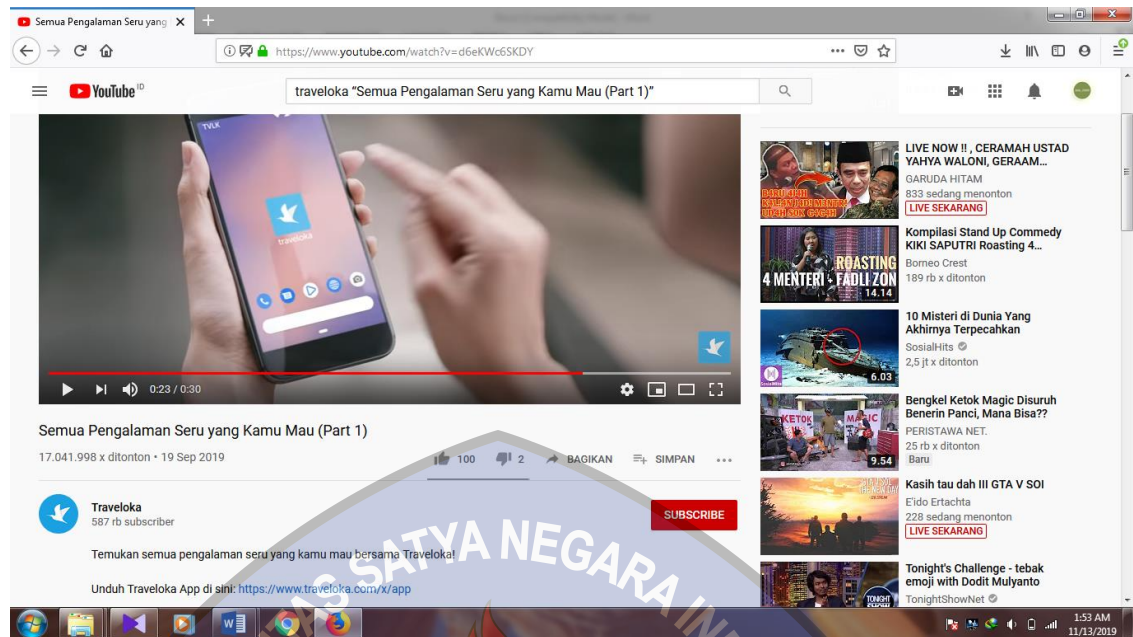 Semua Pengalaman Seru yang
https://www.youtube.com/watch?v=d6eKWc6SKDY
YouTube ID
traveloka “Semua Pengalaman Seru yang Kamu Mau (Part 1)”
TVLK
traveloka
0:23 / 0:30
Semua Pengalaman Seru yang Kamu Mau (Part 1)
17.041.998 x ditonton • 19 Sep 2019
100 2 BAGIKAN SIMPAN
Traveloka
587 rb subscriber
SUBSCRIBE
Temukan semua pengalaman seru yang kamu mau bersama Traveloka!
Unduh Traveloka App di sini: https://www.traveloka.com/x/app
LIVE NOW !! , CERAMAH USTAD
YAHYA WALONI, GERAAM...
GARUDA HITAM
833 sedang menonton
LIVE SEKARANG
ROASTING
4 MENTERI + FADLI ZON
14.14
Kompilasi Stand Up Commedy
KIKI SAPUTRI Roasting 4...
Borneo Crest
189 rb x ditonton
6.03
10 Misteri di Dunia Yang
Akhirnya Terpecahkan
SosialHits
2,5 jt x ditonton
KETOK MAGIC
9.54
Bengkel Ketok Magic Disuruh
Benerin Panci, Mana Bisa??
PERISTAWA NET.
25 rb x ditonton
Baru
Kasih tau dah III GTA V SOI
E'ido Ertachta
228 sedang menonton
LIVE SEKARANG
TONIGHT
SHOW
Tonight's Challenge - tebak
emoji with Dodit Mulyanto
TonightShowNet
SATYA NEGARA
1:53 AM
11/13/2019